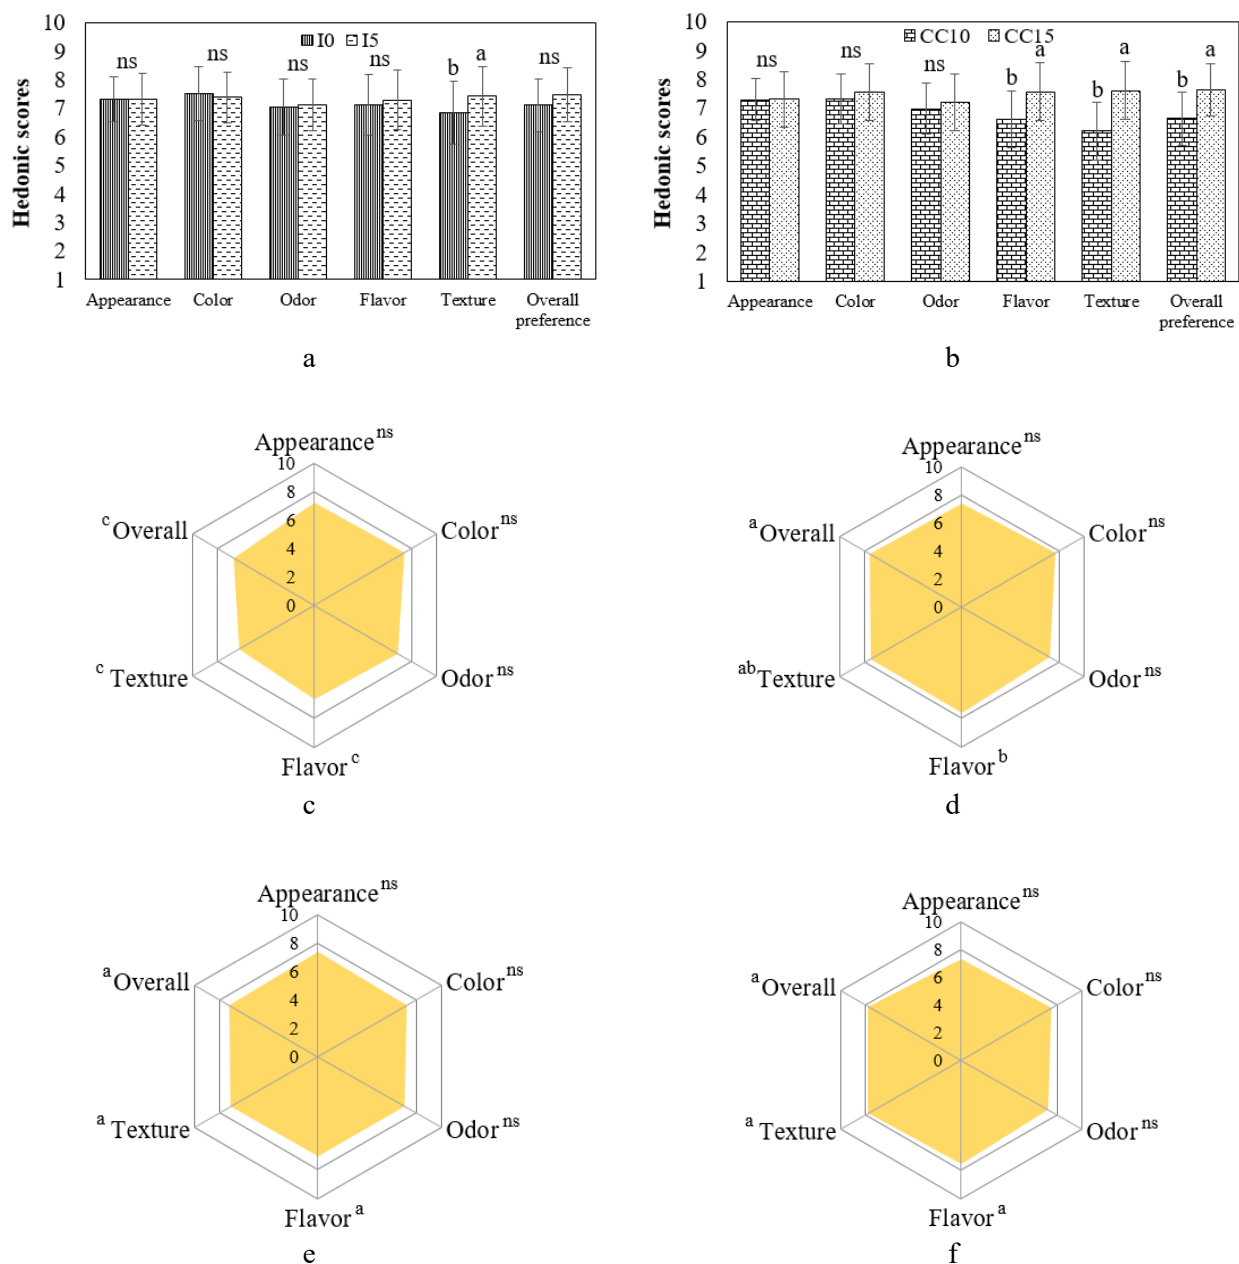 10
9
8
7
6
5
4
3
2
1
Hedonic scores
I0 I5
ns ns ns ns b a ns
Appearance Color Odor Flavor Texture Overall preference
a
10
9
8
7
6
5
4
3
2
1
Hedonic scores
CC10 CC15
ns ns ns b a b a b a
Appearance Color Odor Flavor Texture Overall preference
b
Appearance ns
10
8
6
4
2
0
c Overall
Color ns
c Texture
Odor ns
Flavor c
c
Appearance ns
10
8
6
4
2
0
a Overall
Color ns
ab Texture
Odor ns
Flavor b
d
Appearance ns
10
8
6
4
2
0
a Overall
Color ns
a Texture
Odor ns
Flavor a
e
Appearance ns
10
8
6
4
2
0
a Overall
Color ns
a Texture
Odor ns
Flavor a
f